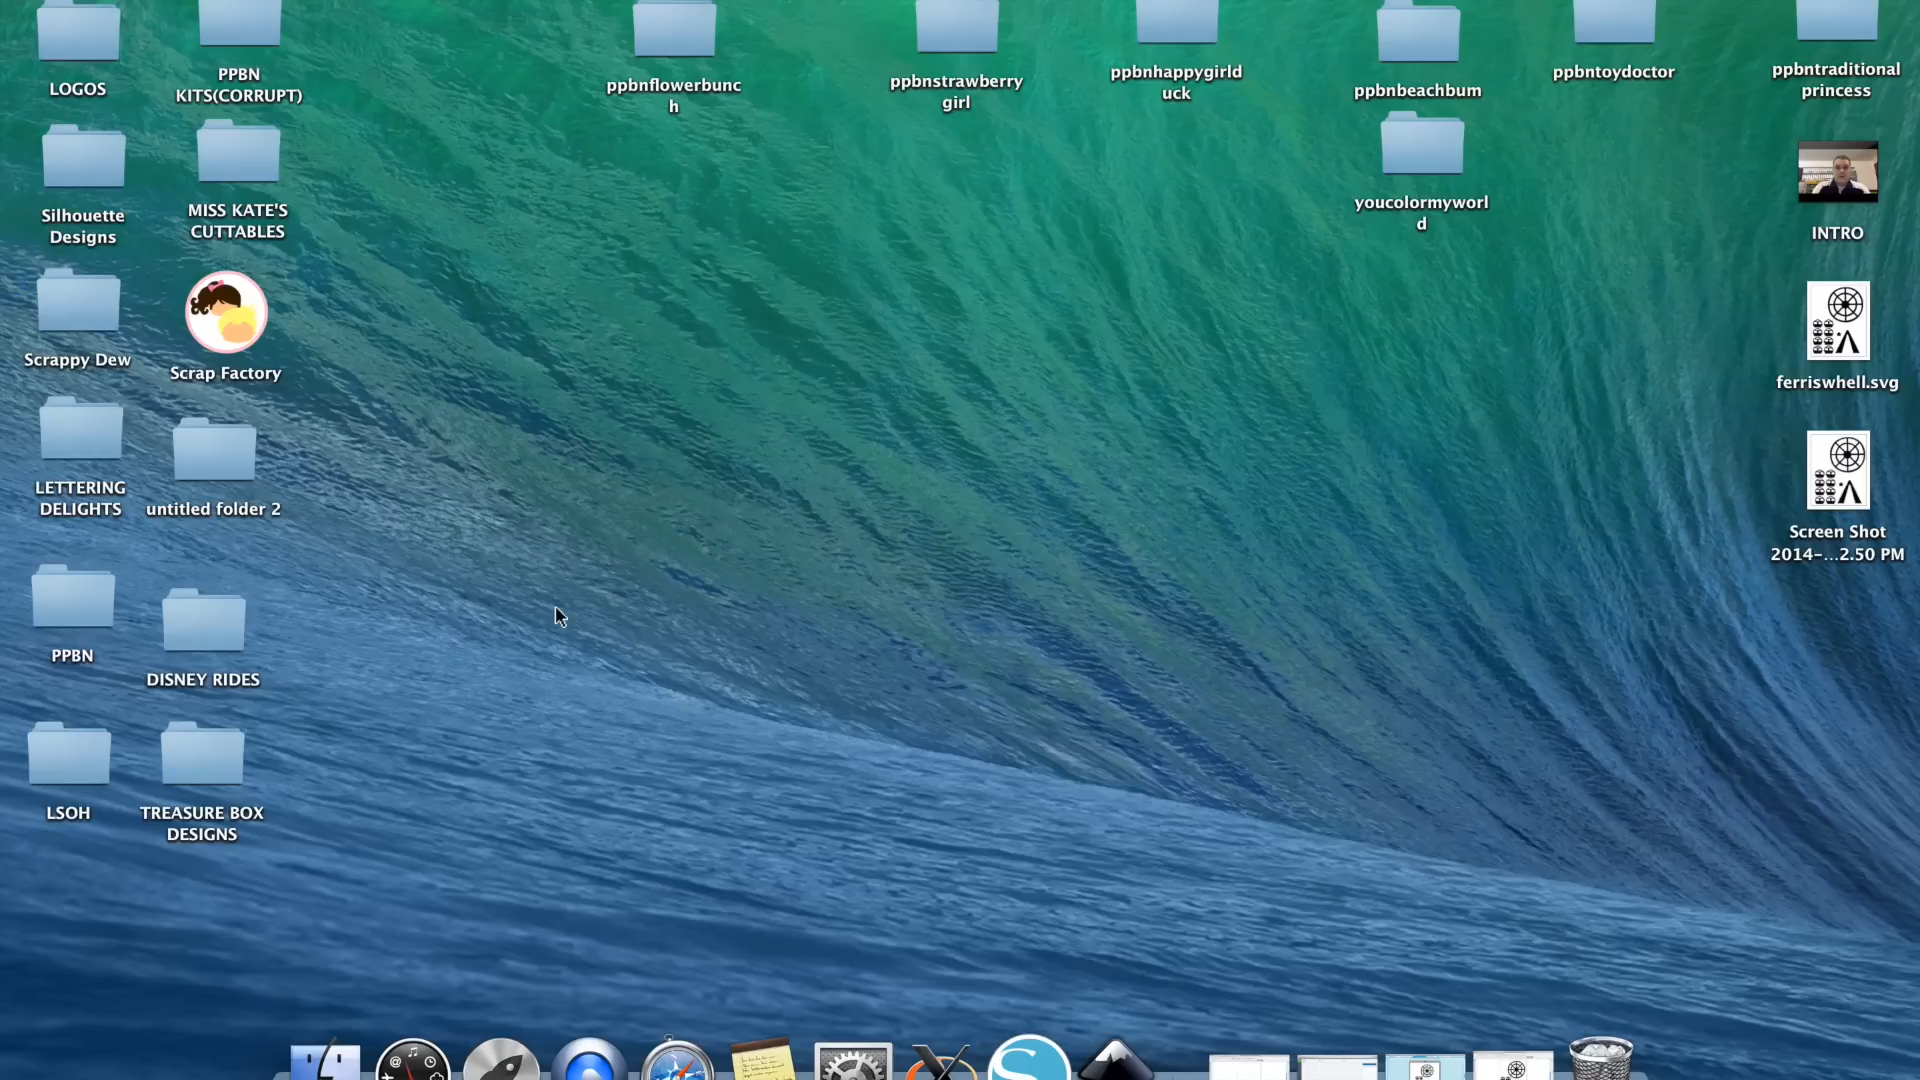 LOGOS
PPBN
KITS(CORRUPT)
ppbnflowerbunc
h
ppbnstrawberry
girl
ppbnhappygirld
uck
ppbnbeachbum
ppbntoydoctor
ppbntraditional
princess
Silhouette
Designs
MISS KATE'S
CUTTABLES
youcolormyworl
d
INTRO
Scrappy Dew
Scrap Factory
ferriswhell.svg
LETTERING
DELIGHTS
untitled folder 2
Screen Shot
2014-...2.50 PM
PPBN
DISNEY RIDES
LSOH
TREASURE BOX
DESIGNS